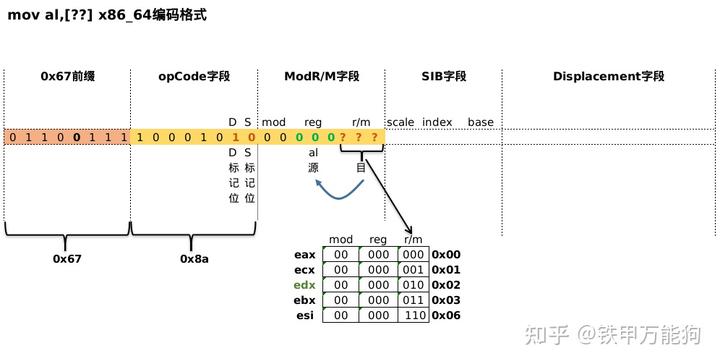 mov al,[??] x86_64编码格式
0x67前缀 opCode字段 ModR/M字段 SIB字段 Displacement字段
D S mod reg r/m scale index base
0 1 1 0 0 1 1 1 1 0 0 0 1 0 1 0 0 0 0 0 0 ? ? ?
D标记位 S标记位 al源 目
0x67 0x8a
mod reg r/m
eax 00 000 000 0x00
ecx 00 000 001 0x01
edx 00 000 010 0x02
ebx 00 000 011 0x03
esi 00 000 110 0x06
知乎 @铁甲万能狗